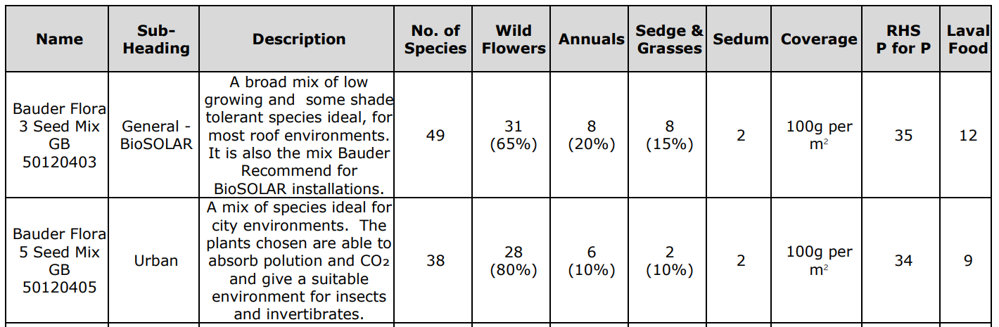 Name
Sub-
Heading
Description
No. of
Species
Wild
Flowers
Annuals
Sedge &
Grasses
Sedum
Coverage
RHS
P for P
Laval
Food
Bauder Flora
3 Seed Mix
GB
50120403
General -
BioSOLAR
A broad mix of low
growing and  some shade
tolerant species ideal, for
most roof environments.
It is also the mix Bauder
Recommend for
BioSOLAR installations.
49
31
(65%)
8
(20%)
8
(15%)
2
100g per
m²
35
12
Bauder Flora
5 Seed Mix
GB
50120405
Urban
A mix of species ideal for
city environments.  The
plants chosen are able to
absorb polution and CO₂
and give a suitable
environment for insects
and invertibrates.
38
28
(80%)
6
(10%)
2
(10%)
2
100g per
m²
34
9